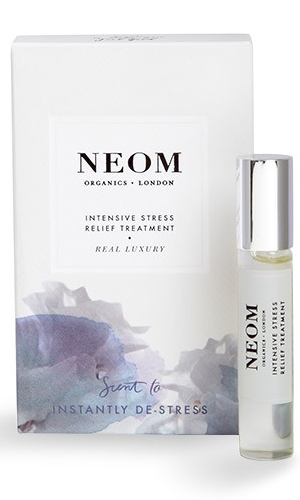 NEOM
ORGANICS • LONDON
INTENSIVE STRESS
RELIEF TREATMENT
•
REAL LUXURY
Scent to
INSTANTLY DE-STRESS
NEOM
ORGANICS • LONDON
INTENSIVE STRESS
RELIEF TREATMENT